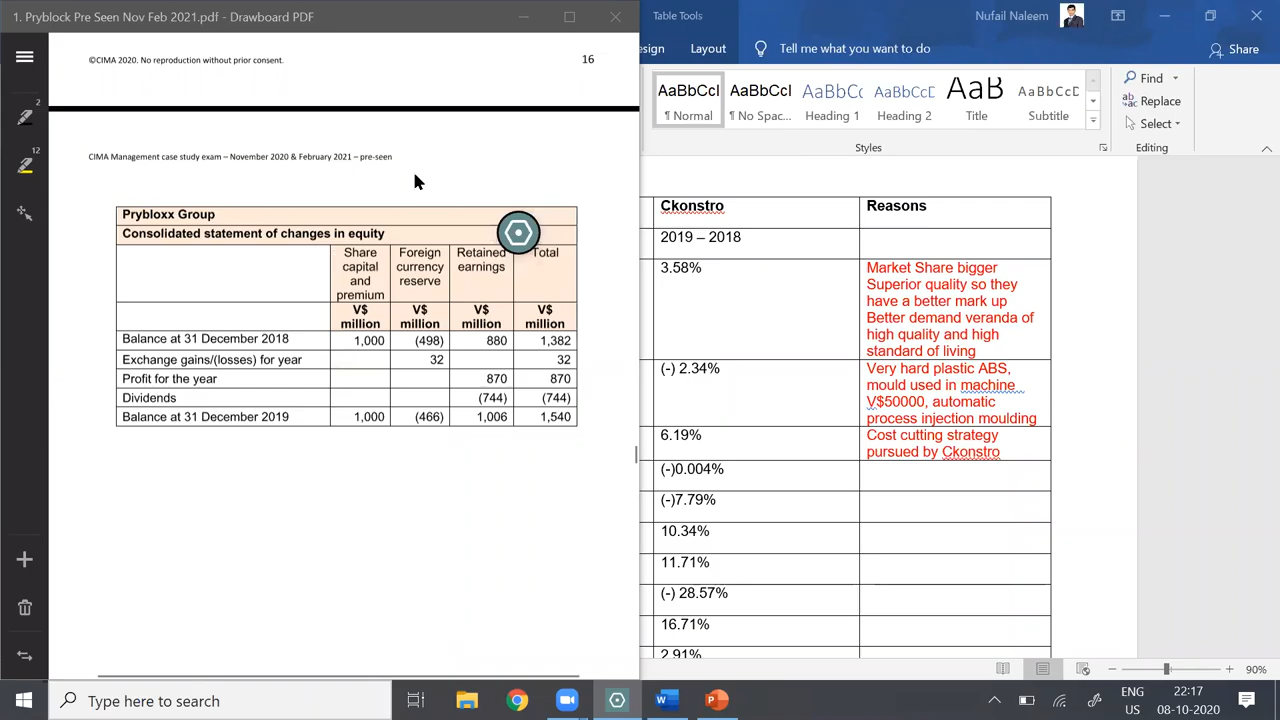 1. Pryblock Pre Seen Nov Feb 2021.pdf - Drawboard PDF
Table Tools
Nufail Naleem
esign
Layout
Tell me what you want to do
Share
©CIMA 2020. No reproduction without prior consent.
16
AaBbCcI
¶ Normal
AaBbCcI
¶ No Spac...
AaBbCc
Heading 1
AaBbCcD
Heading 2
AaB
Title
AaBbCcD
Subtitle
Find
Replace
Select
Styles
Editing
2
12
CIMA Management case study exam – November 2020 & February 2021 – pre-seen
Prybloxx Group
Consolidated statement of changes in equity
Share capital and premium
Foreign currency reserve
Retained earnings
Total
V$ million
V$ million
V$ million
V$ million
Balance at 31 December 2018 1,000 (498) 880 1,382
Exchange gains/(losses) for year 32 32
Profit for the year 870 870
Dividends (744) (744)
Balance at 31 December 2019 1,000 (466) 1,006 1,540
Ckonstro
Reasons
2019 – 2018
3.58%
Market Share bigger
Superior quality so they
have a better mark up
Better demand veranda of
high quality and high
standard of living
(-) 2.34%
Very hard plastic ABS,
mould used in machine
V$50000, automatic
process injection moulding
6.19%
Cost cutting strategy
pursued by Ckonstro
(-)0.004%
(-)7.79%
10.34%
11.71%
(-) 28.57%
16.71%
2.91%
90%
Type here to search
ENG
22:17
08-10-2020